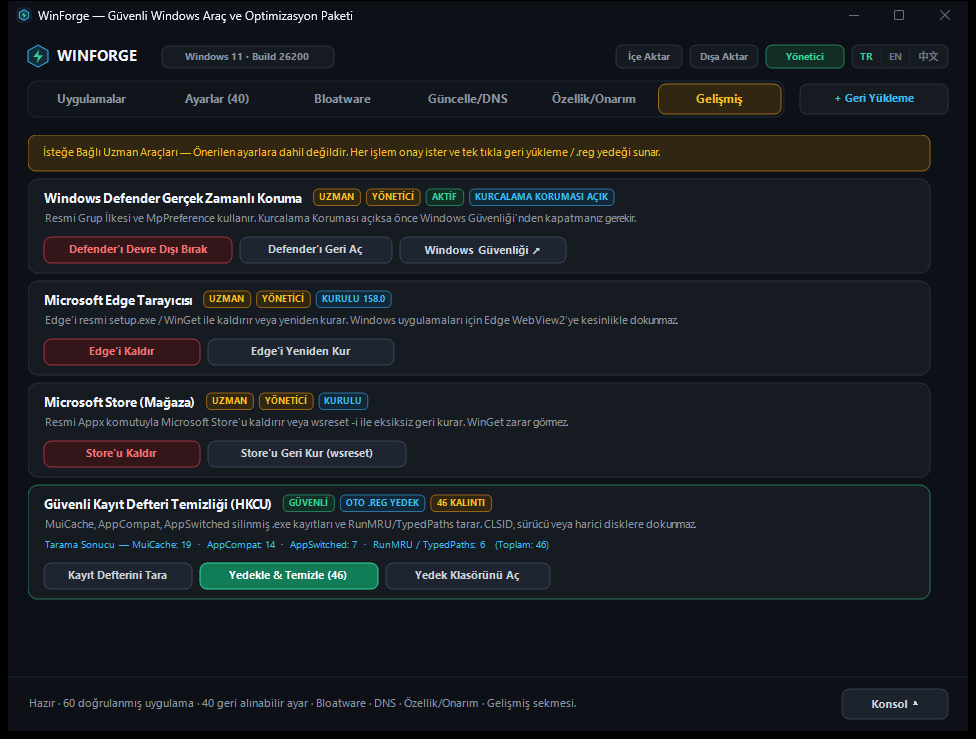 WinForge — Güvenli Windows Araç ve Optimizasyon Paketi
WINFORGE
Windows 11 • Build 26200
İçe Aktar
Dışa Aktar
Yönetici
TR
EN
中文
Uygulamalar
Ayarlar (40)
Bloatware
Güncelle/DNS
Özellik/Onarım
Gelişmiş
+ Geri Yükleme
İsteğe Bağlı Uzman Araçları — Önerilen ayarlara dahil değildir. Her işlem onay ister ve tek tıkla geri yükleme / .reg yedeği sunar.
Windows Defender Gerçek Zamanlı Koruma UZMAN YÖNETİCİ AKTİF KURCALAMA KORUMASI AÇIK
Resmi Grup İlkesi ve MpPreference kullanır. Kurcalama Koruması açıksa önce Windows Güvenliği'nden kapatmanız gerekir.
Defender'ı Devre Dışı Bırak
Defender'ı Geri Aç
Windows Güvenliği ↗
Microsoft Edge Tarayıcısı UZMAN YÖNETİCİ KURULU 158.0
Edge'i resmi setup.exe / WinGet ile kaldırır veya yeniden kurar. Windows uygulamaları için Edge WebView2'ye kesinlikle dokunmaz.
Edge'i Kaldır
Edge'i Yeniden Kur
Microsoft Store (Mağaza) UZMAN YÖNETİCİ KURULU
Resmi Appx komutuyla Microsoft Store'u kaldırır veya wsreset -i ile eksiksiz geri kurar. WinGet zarar görmez.
Store'u Kaldır
Store'u Geri Kur (wsreset)
Güvenli Kayıt Defteri Temizliği (HKCU) GÜVENLİ OTO .REG YEDEK 46 KALINTI
MuiCache, AppCompat, AppSwitched silinmiş .exe kayıtları ve RunMRU/TypedPaths tarar. CLSID, sürücü veya harici disklere dokunmaz.
Tarama Sonucu — MuiCache: 19 · AppCompat: 14 · AppSwitched: 7 · RunMRU / TypedPaths: 6 (Toplam: 46)
Kayıt Defterini Tara
Yedekle & Temizle (46)
Yedek Klasörünü Aç
Hazır · 60 doğrulanmış uygulama · 40 geri alınabilir ayar · Bloatware · DNS · Özellik/Onarım · Gelişmiş sekmesi.
Konsol ▲